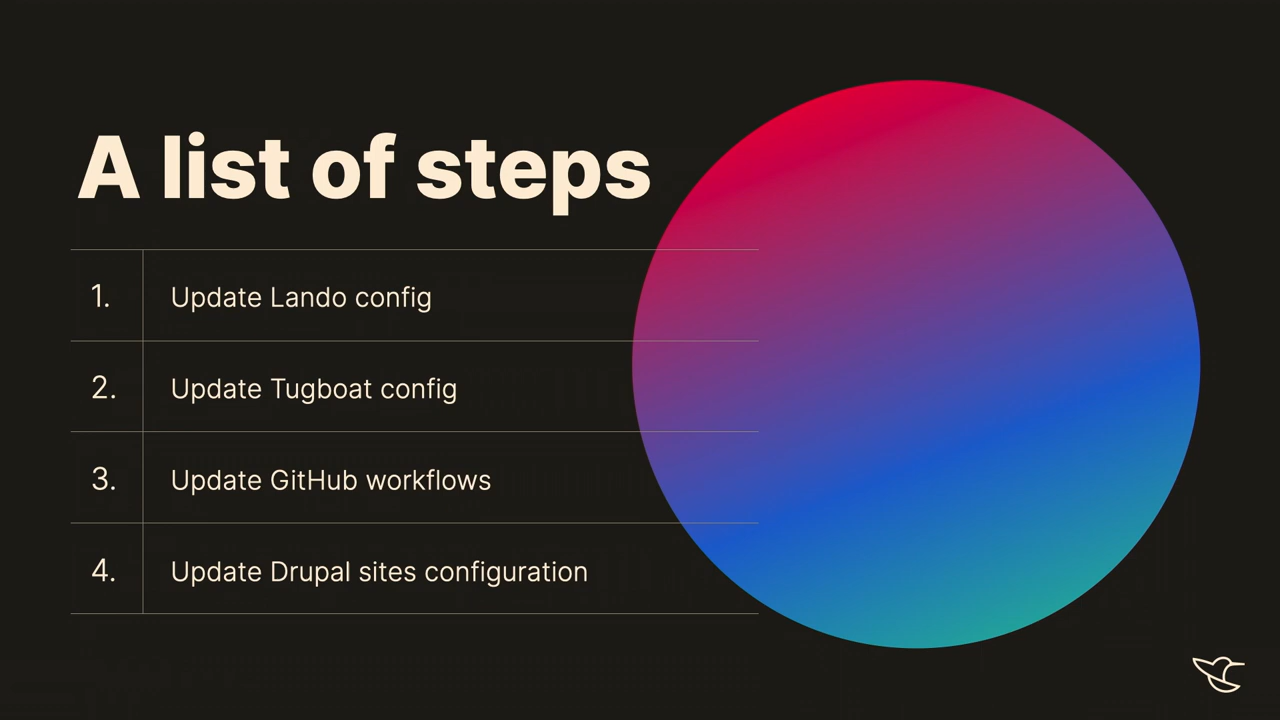 A list of steps
1. Update Lando config
2. Update Tugboat config
3. Update GitHub workflows
4. Update Drupal sites configuration